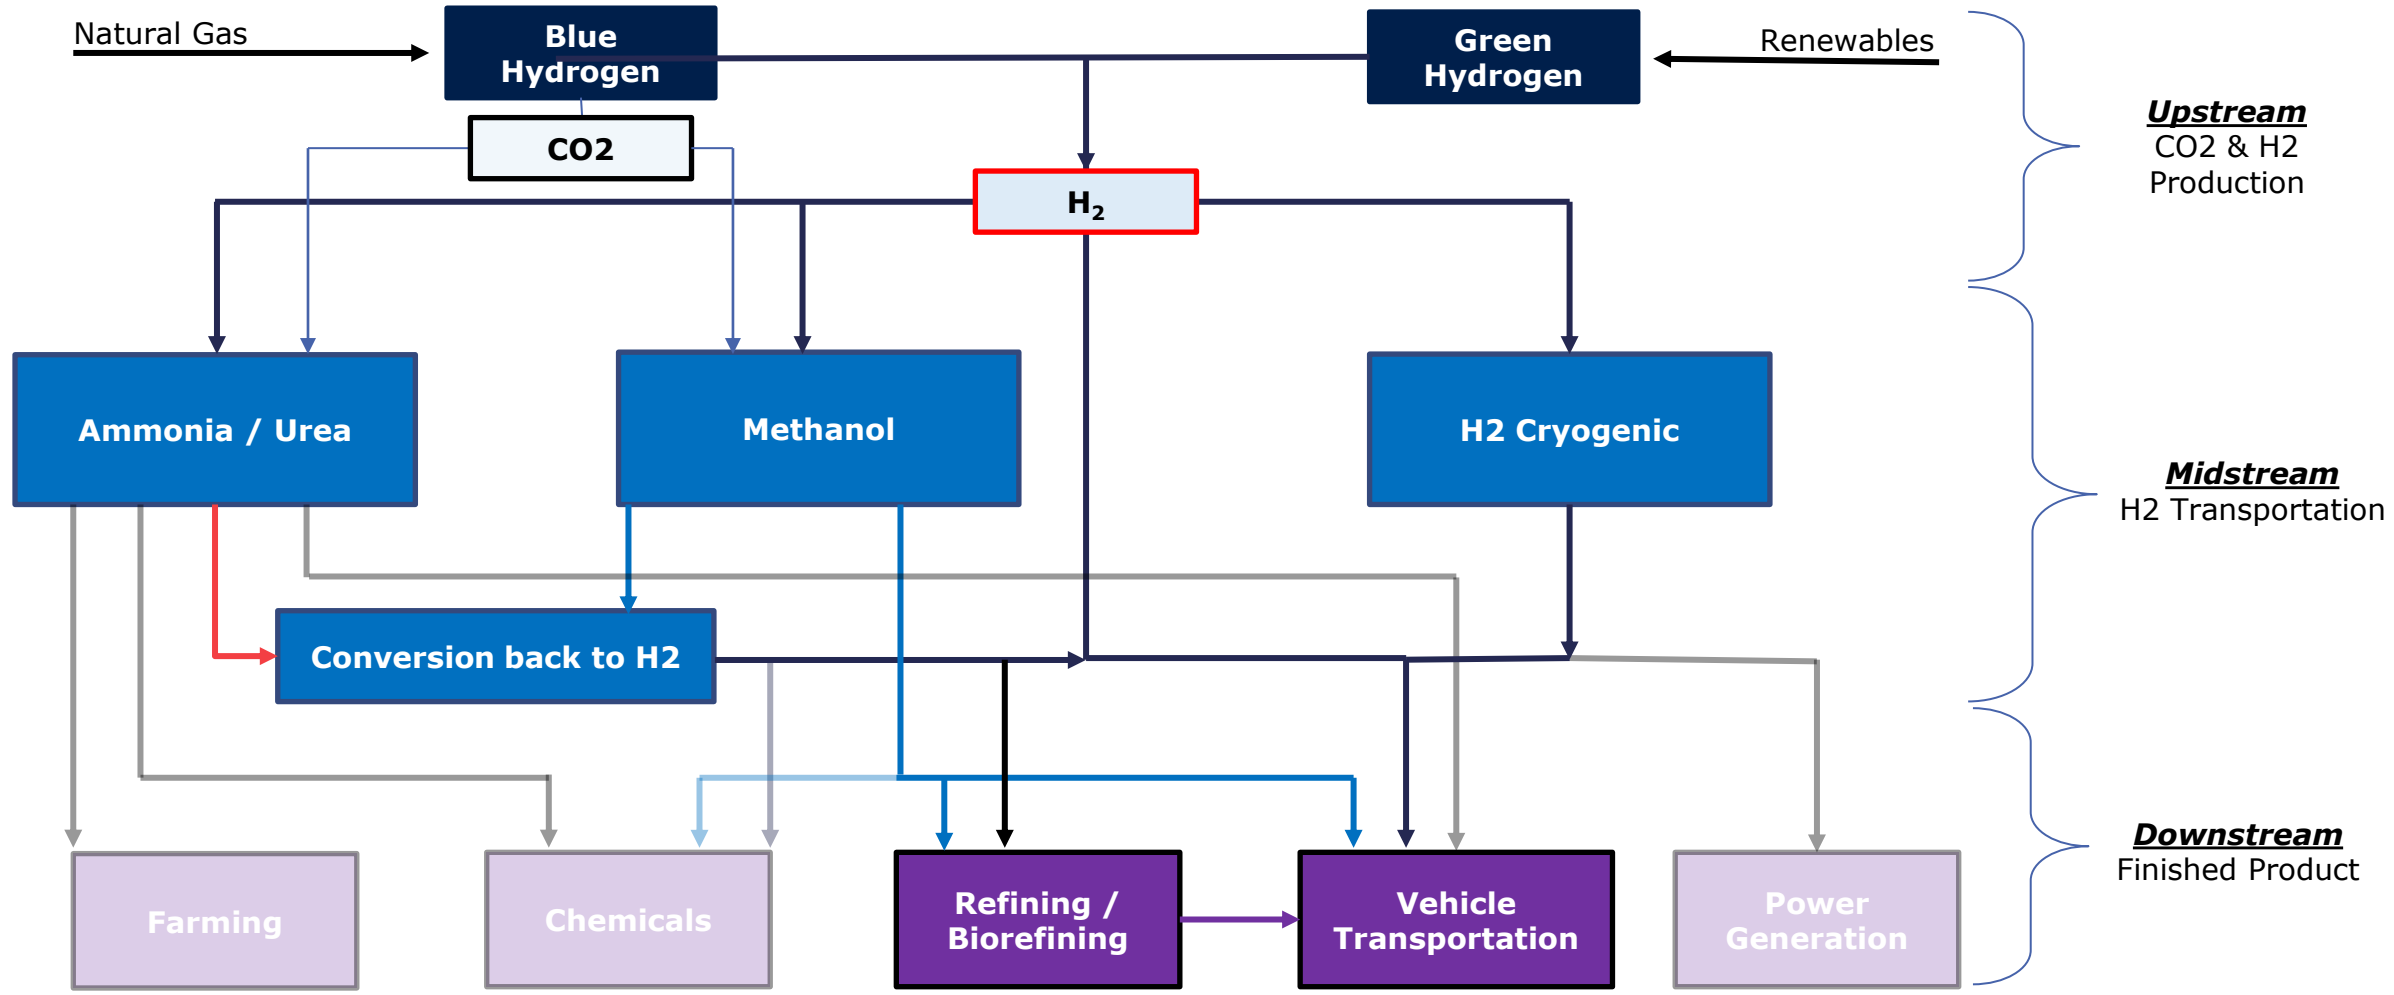 Natural Gas
Blue
Hydrogen
Green
Hydrogen
Renewables
Upstream
CO2 & H2
Production
CO2
H₂
Ammonia / Urea
Methanol
H2 Cryogenic
Midstream
H2 Transportation
Conversion back to H2
Downstream
Finished Product
Farming
Chemicals
Refining /
Biorefining
Vehicle
Transportation
Power
Generation